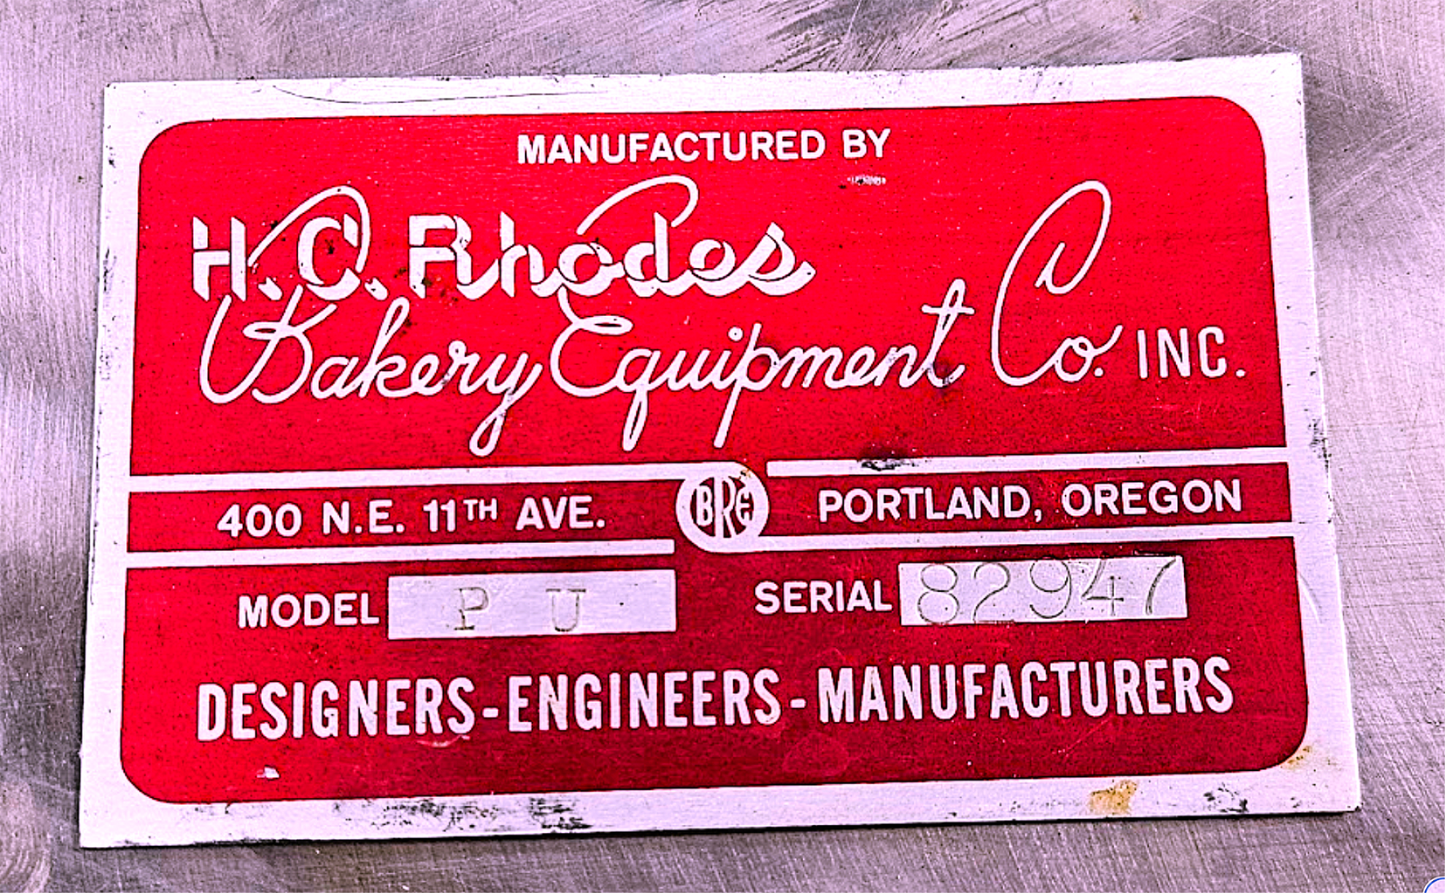 MANUFACTURED BY
H.C. Rhodes
Bakery Equipment Co. INC.
400 N.E. 11TH AVE. BRE PORTLAND, OREGON
MODEL P U SERIAL 82947
DESIGNERS-ENGINEERS-MANUFACTURERS